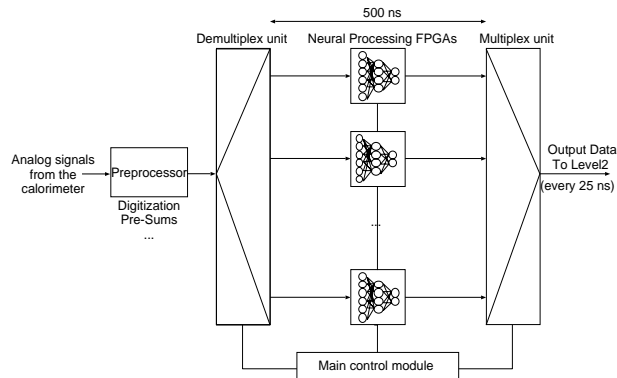 500 ns
Demultiplex unit
Neural Processing FPGAs
Multiplex unit
Analog signals
from the
calorimeter
Preprocessor
Digitization
Pre-Sums
...
...
Output Data
To Level2
(every 25 ns)
Main control module